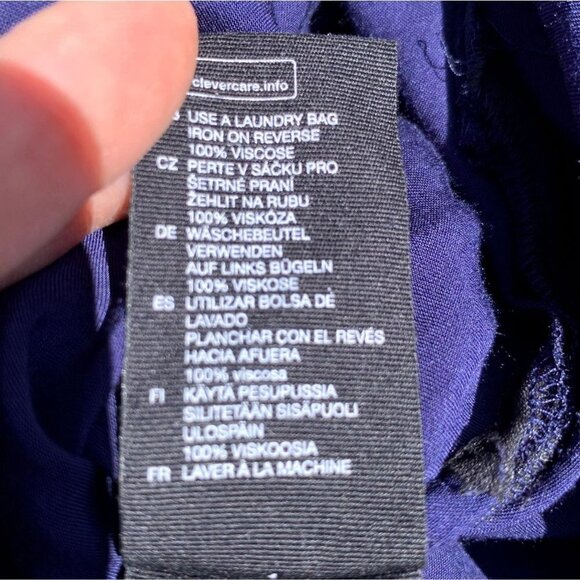 clevercare.info
USE A LAUNDRY BAG
IRON ON REVERSE
100% VISCOSE
CZ PERTE V SÁČKU PRO
ŠETRNÉ PRANÍ
ŽEHLIT NA RUBU
100% VISKÓZA
DE WÄSCHEBEUTEL
VERWENDEN
AUF LINKS BÜGELN
100% VISKOSE
ES UTILIZAR BOLSA DE
LAVADO
PLANCHAR CON EL REVÉS
HACIA AFUERA
100% viscosa
FI KÄYTÄ PESUPUSSIA
SILITETÄÄN SISÄPUOLI
ULOSPÄIN
100% VISKOOSIA
FR LAVER À LA MACHINE